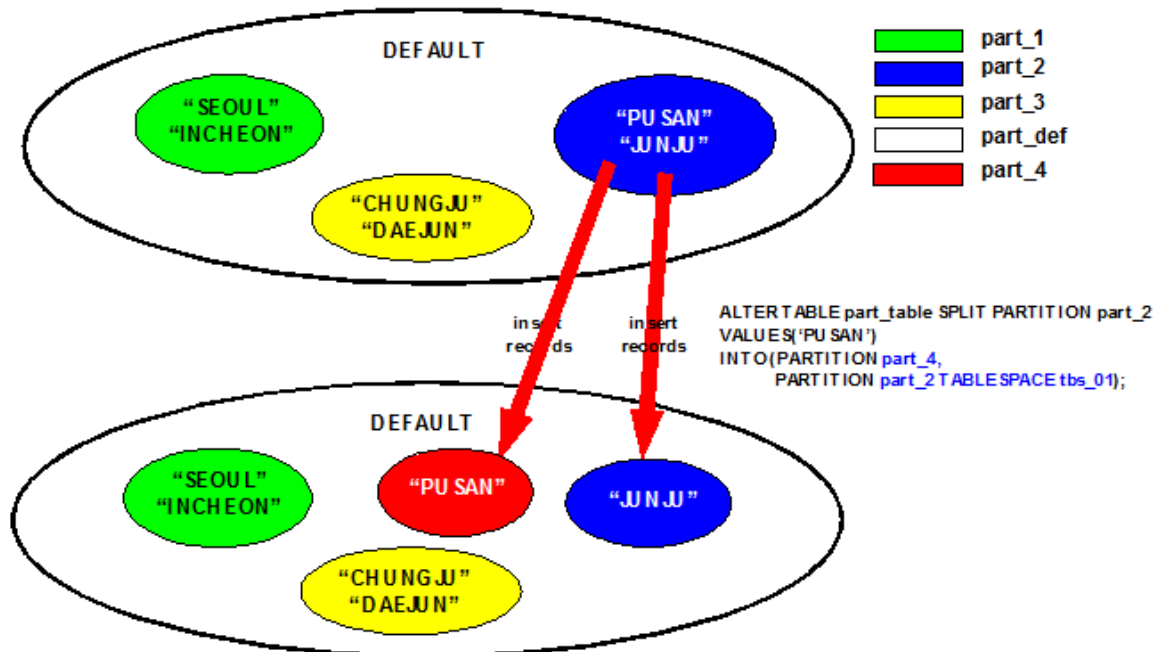 DEFAULT
“SEOUL”
“INCHEON”
“PUSAN”
“JUNJU”
“CHUNGJU”
“DAEJUN”
part_1
part_2
part_3
part_def
part_4
insert
records
insert
records
ALTER TABLE part_table SPLIT PARTITION part_2
VALUES(‘PUSAN’)
INTO(PARTITION part_4,
PARTITION part_2 TABLESPACE tbs_01);
DEFAULT
“SEOUL”
“INCHEON”
“PUSAN”
“JUNJU”
“CHUNGJU”
“DAEJUN”